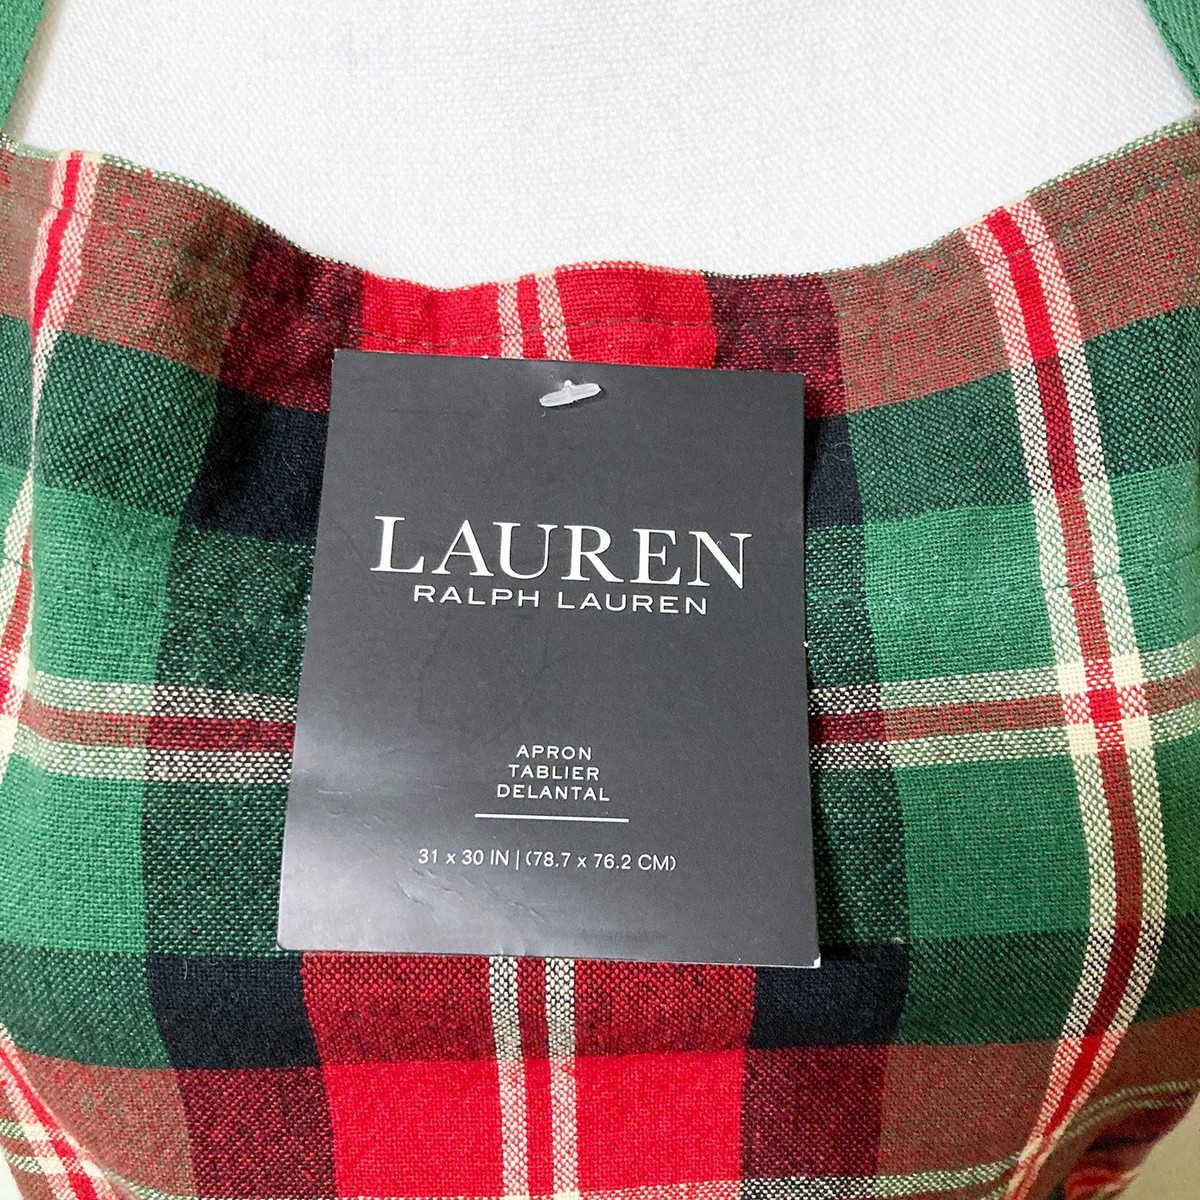 LAUREN
RALPH LAUREN
APRON
TABLIER
DELANTAL
31 x 30 IN | (78.7 x 76.2 CM)